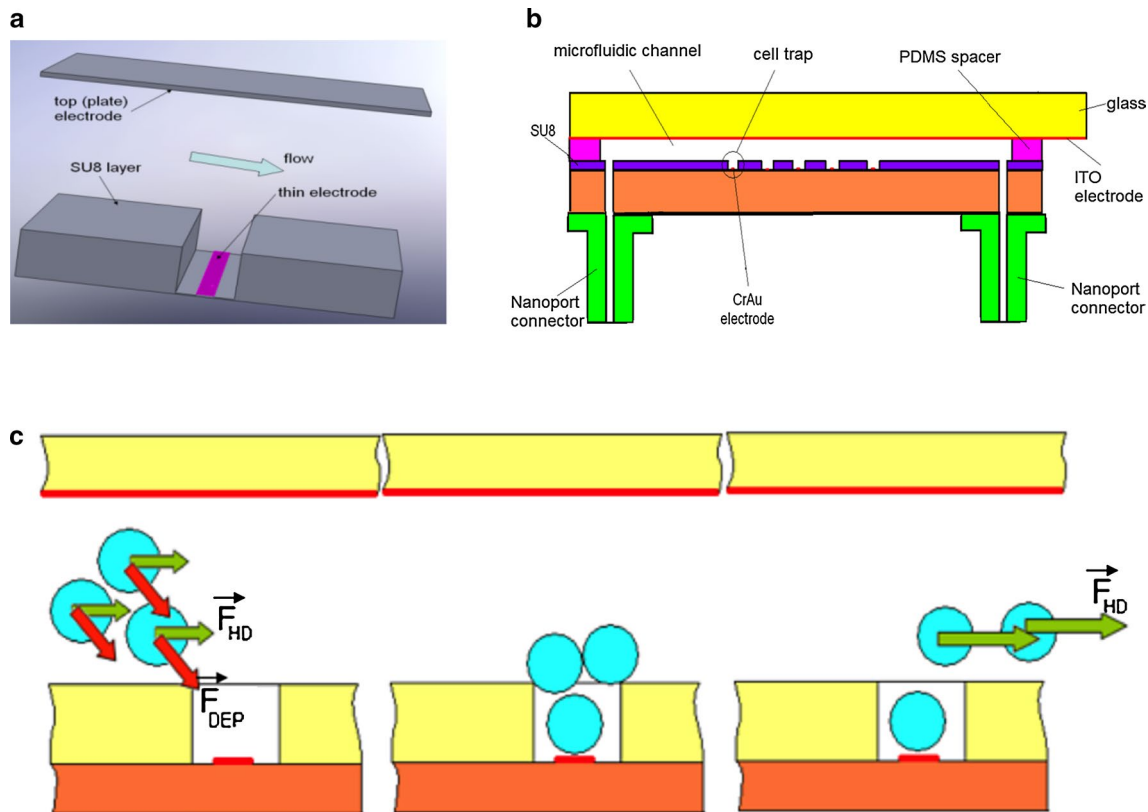 a
top (plate)
electrode
flow
SU8 layer
thin electrode
b
microfluidic channel
cell trap
PDMS spacer
glass
SU8
ITO
electrode
Nanoport
connector
CrAu
electrode
Nanoport
connector
c
F HD
F DEP
F HD